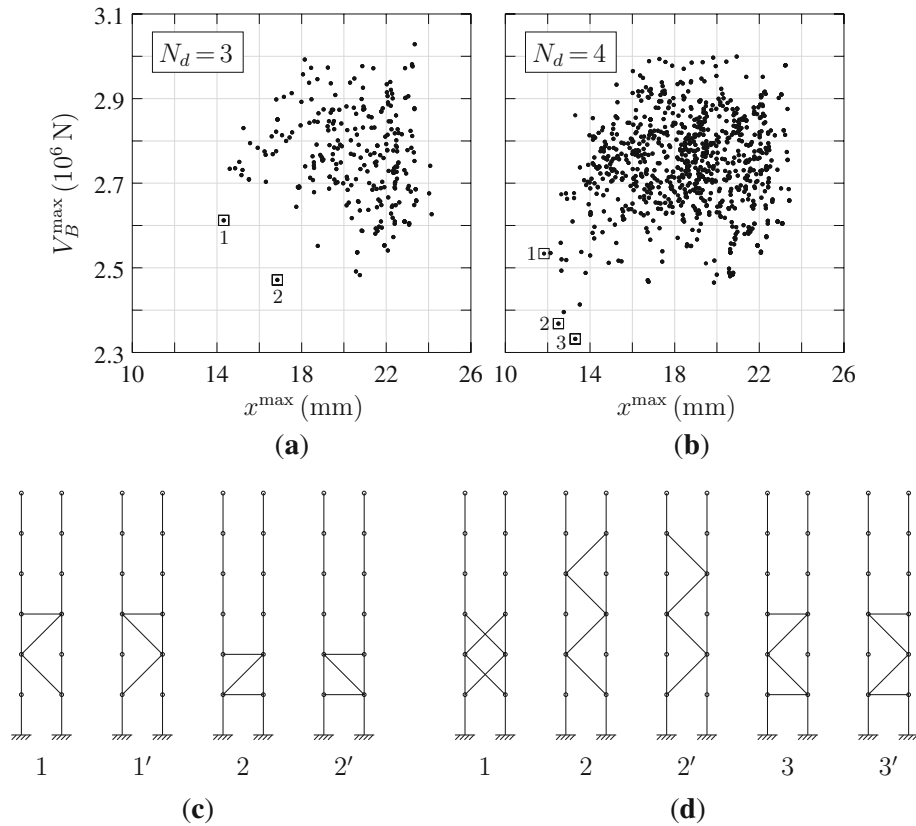 3.1
2.9
2.7
2.5
2.3
V_B^max (10^6 N)
N_d = 3
1
2
10 14 18 22 26
x^max (mm)
(a)
N_d = 4
1
2
3
10 14 18 22 26
x^max (mm)
(b)
1 1′ 2 2′
(c)
1 2 2′ 3 3′
(d)